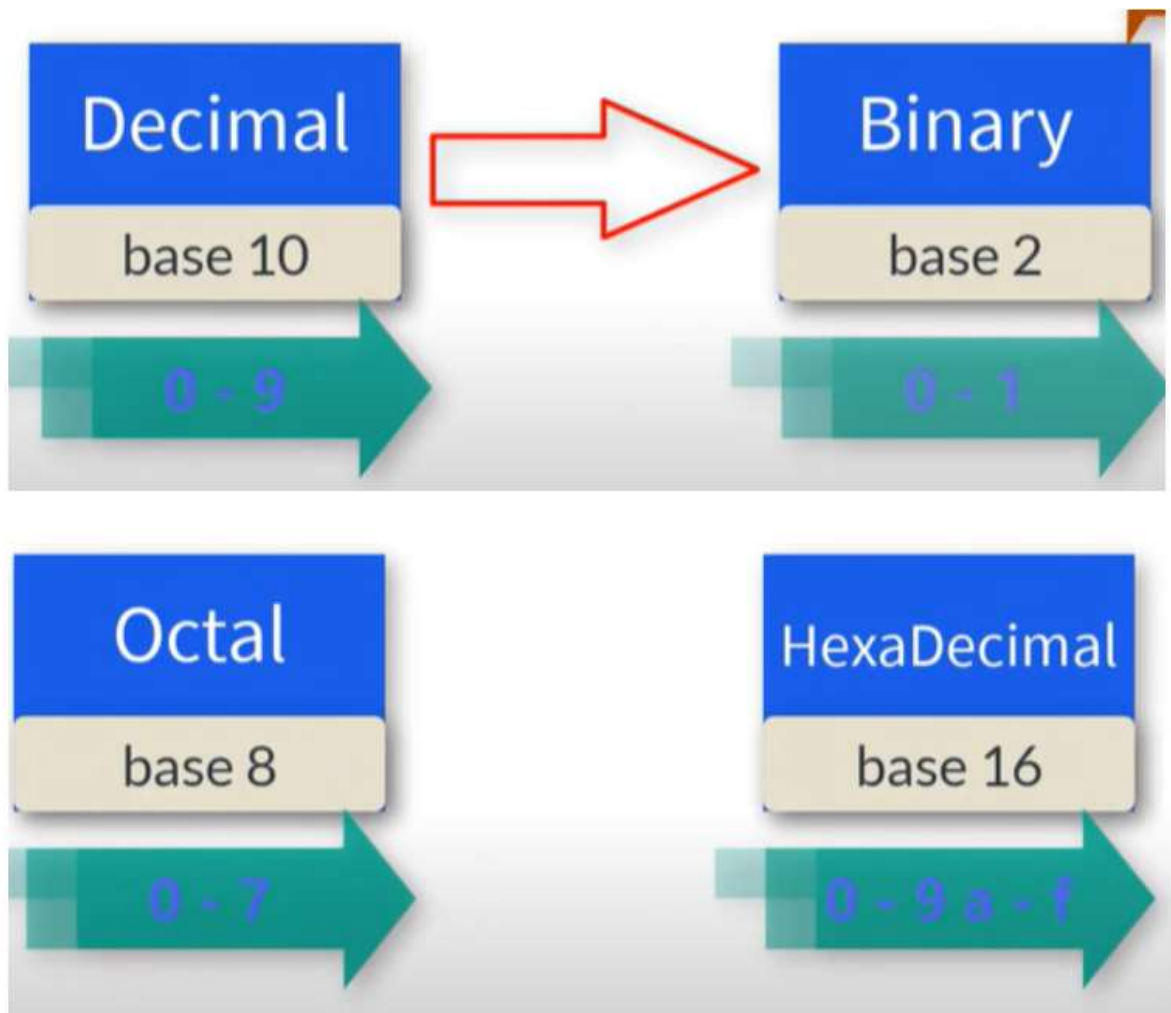 Decimal
Binary
base 10
base 2
0 - 9
0 - 1
Octal
HexaDecimal
base 8
base 16
0 - 7
0 - 9 a - f